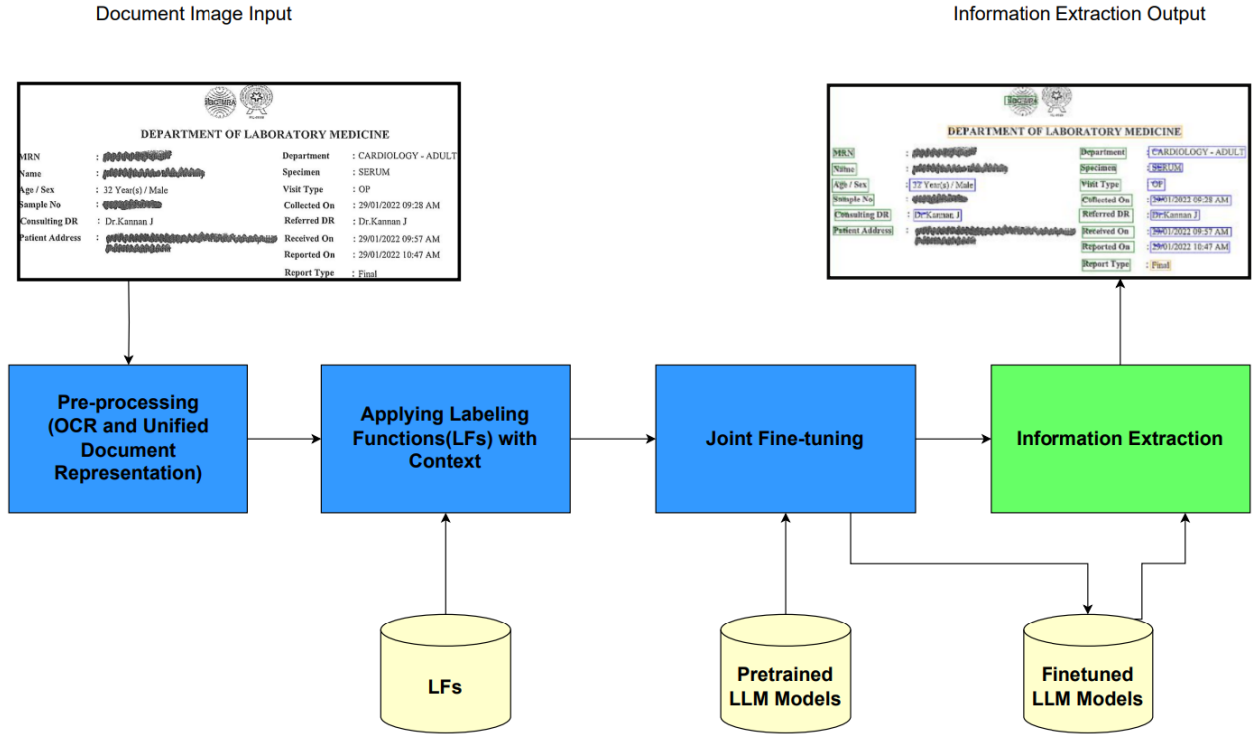 Document Image Input
Information Extraction Output
DEPARTMENT OF LABORATORY MEDICINE
MRN :
Name :
Age / Sex : 32 Year(s) / Male
Sample No :
Consulting DR : Dr.Kannan J
Patient Address :
Department : CARDIOLOGY - ADULT
Specimen : SERUM
Visit Type : OP
Collected On : 29/01/2022 09:28 AM
Referred DR : Dr.Kannan J
Received On : 29/01/2022 09:57 AM
Reported On : 29/01/2022 10:47 AM
Report Type : Final
DEPARTMENT OF LABORATORY MEDICINE
MRN :
Name :
Age / Sex : 32 Year(s) / Male
Sample No :
Consulting DR : Dr.Kannan J
Patient Address :
Department : CARDIOLOGY - ADULT
Specimen : SERUM
Visit Type : OP
Collected On : 29/01/2022 09:28 AM
Referred DR : Dr.Kannan J
Received On : 29/01/2022 09:57 AM
Reported On : 29/01/2022 10:47 AM
Report Type : Final
Pre-processing
(OCR and Unified
Document
Representation)
Applying Labeling
Functions(LFs) with
Context
Joint Fine-tuning
Information Extraction
LFs
Pretrained
LLM Models
Finetuned
LLM Models